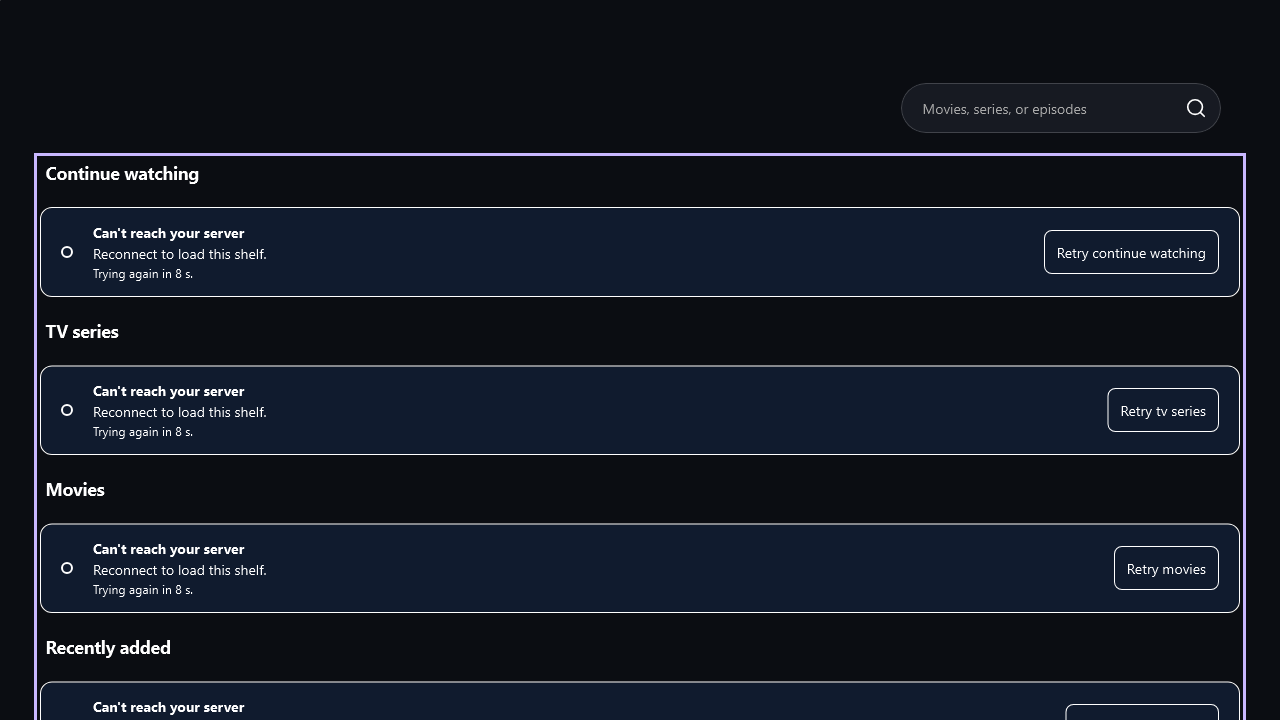 Movies, series, or episodes
Continue watching
Can't reach your server
Reconnect to load this shelf.
Trying again in 8 s.
Retry continue watching
TV series
Can't reach your server
Reconnect to load this shelf.
Trying again in 8 s.
Retry tv series
Movies
Can't reach your server
Reconnect to load this shelf.
Trying again in 8 s.
Retry movies
Recently added
Can't reach your server